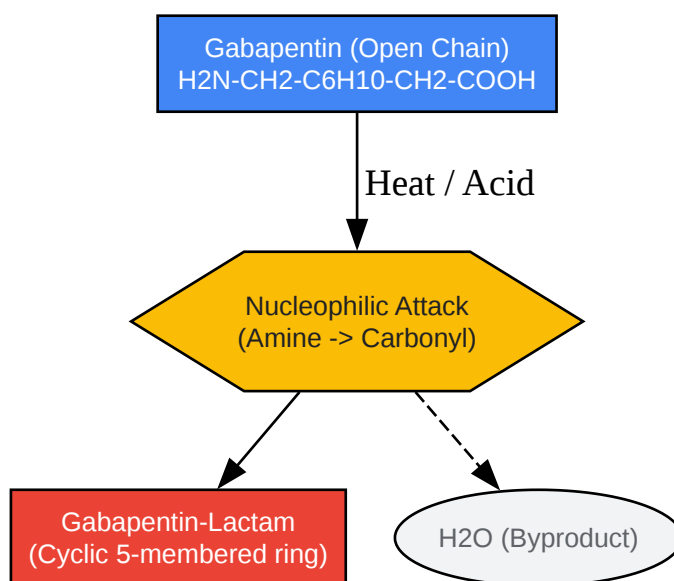 Gabapentin (Open Chain)
H2N-CH2-C6H10-CH2-COOH
Heat / Acid
Nucleophilic Attack
(Amine -> Carbonyl)
Gabapentin-Lactam
(Cyclic 5-membered ring)
H2O (Byproduct)